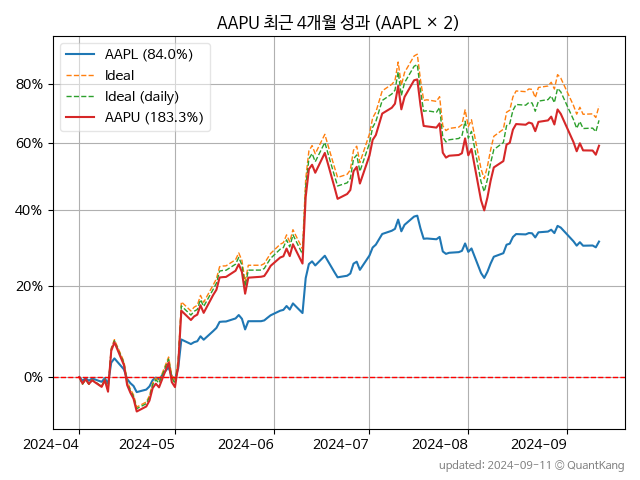 AAPU 최근 4개월 성과 (AAPL × 2)
AAPL (84.0%)
Ideal
Ideal (daily)
AAPU (183.3%)
80%
60%
40%
20%
0%
2024-04 2024-05 2024-06 2024-07 2024-08 2024-09
updated: 2024-09-11 © QuantKang